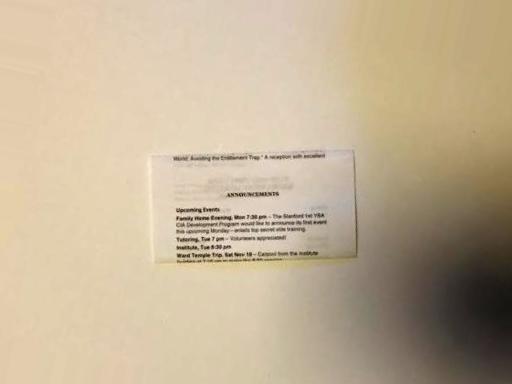 World: Avoiding the Entitlement Trap." A reception with excellent
ANNOUNCEMENTS
Upcoming Events
Family Home Evening, Mon 7:30 pm – The Stanford 1st YSA
CIA Development Program would like to announce its first event
this upcoming Monday – entails top secret elite training.
Tutoring, Tue 7 pm – Volunteers appreciated!
Institute, Tue 8:30 pm
Ward Temple Trip, Sat Nov 19 – Carpool from the Institute